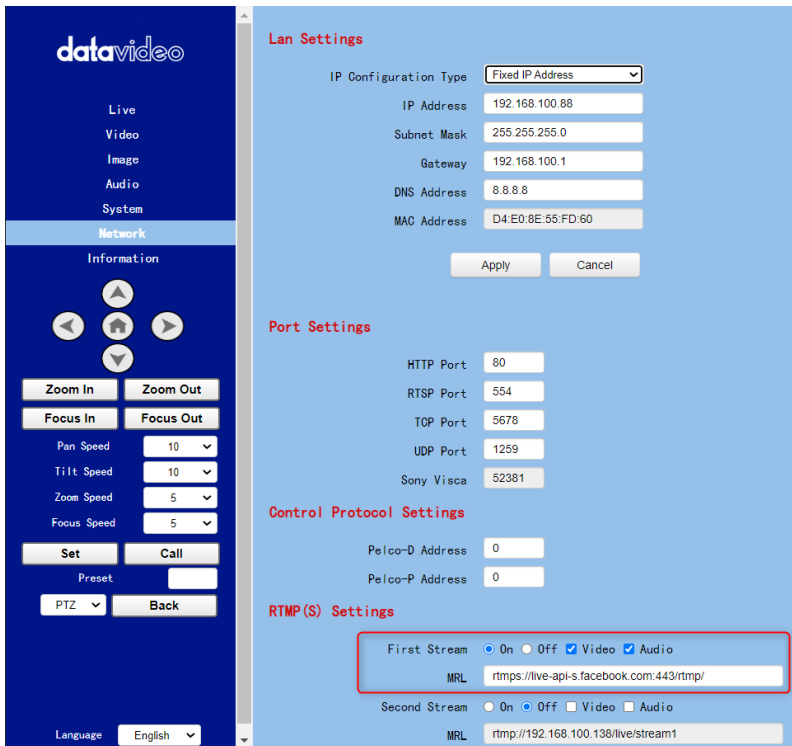 datavideo
Live
Video
Image
Audio
System
Network
Information
Zoom In Zoom Out
Focus In Focus Out
Pan Speed 10
Tilt Speed 10
Zoom Speed 5
Focus Speed 5
Set Call
Preset
PTZ Back
Language English
Lan Settings
IP Configuration Type Fixed IP Address
IP Address 192.168.100.88
Subnet Mask 255.255.255.0
Gateway 192.168.100.1
DNS Address 8.8.8.8
MAC Address D4:E0:8E:55:FD:60
Apply Cancel
Port Settings
HTTP Port 80
RTSP Port 554
TCP Port 5678
UDP Port 1259
Sony Visca 52381
Control Protocol Settings
Pelco-D Address 0
Pelco-P Address 0
RTMP(S) Settings
First Stream On Off Video Audio
MRL rtmps://live-api-s.facebook.com:443/rtmp/
Second Stream On Off Video Audio
MRL rtmp://192.168.100.138/live/stream1